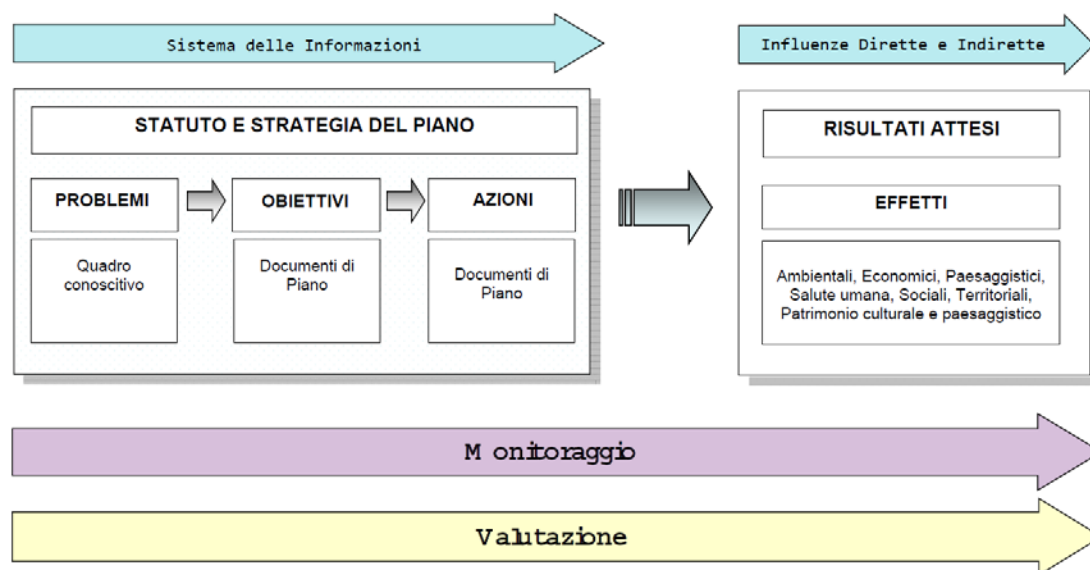 Sistema delle Informazioni
Influenze Dirette e Indirette
STATUTO E STRATEGIA DEL PIANO
PROBLEMI
OBIETTIVI
AZIONI
Quadro
conoscitivo
Documenti di
Piano
Documenti di
Piano
RISULTATI ATTESI
EFFETTI
Ambientali, Economici, Paesaggistici,
Salute umana, Sociali, Territoriali,
Patrimonio culturale e paesaggistico
Monitoraggio
Valutazione